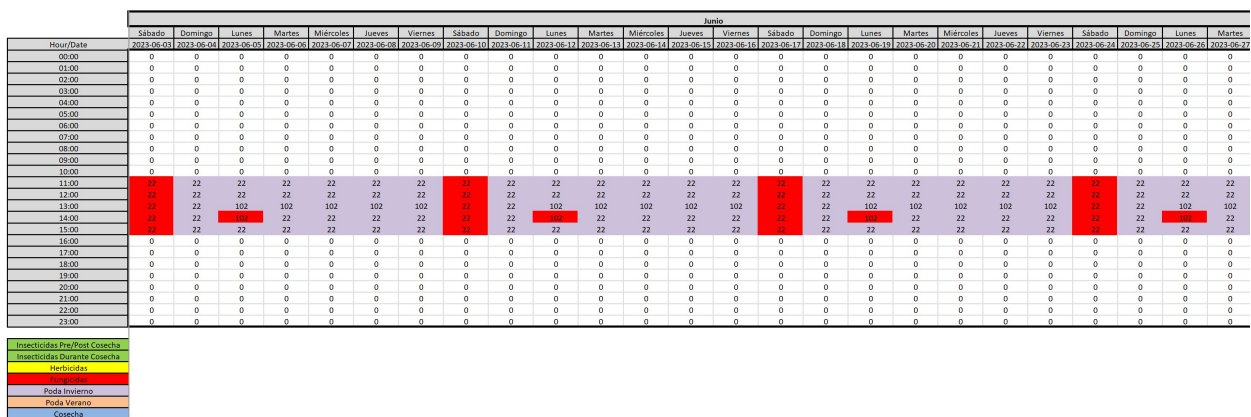 Junio
Sábado Domingo Lunes Martes Miércoles Jueves Viernes Sábado Domingo Lunes Martes Miércoles Jueves Viernes Sábado Domingo Lunes Martes Miércoles Jueves Viernes Sábado Domingo Lunes Martes
Hour/Date 2023-06-03 2023-06-04 2023-06-05 2023-06-06 2023-06-07 2023-06-08 2023-06-09 2023-06-10 2023-06-11 2023-06-12 2023-06-13 2023-06-14 2023-06-15 2023-06-16 2023-06-17 2023-06-18 2023-06-19 2023-06-20 2023-06-21 2023-06-22 2023-06-23 2023-06-24 2023-06-25 2023-06-26 2023-06-27
00:00 0 0 0 0 0 0 0 0 0 0 0 0 0 0 0 0 0 0 0 0 0 0 0 0 0
01:00 0 0 0 0 0 0 0 0 0 0 0 0 0 0 0 0 0 0 0 0 0 0 0 0 0
02:00 0 0 0 0 0 0 0 0 0 0 0 0 0 0 0 0 0 0 0 0 0 0 0 0 0
03:00 0 0 0 0 0 0 0 0 0 0 0 0 0 0 0 0 0 0 0 0 0 0 0 0 0
04:00 0 0 0 0 0 0 0 0 0 0 0 0 0 0 0 0 0 0 0 0 0 0 0 0 0
05:00 0 0 0 0 0 0 0 0 0 0 0 0 0 0 0 0 0 0 0 0 0 0 0 0 0
06:00 0 0 0 0 0 0 0 0 0 0 0 0 0 0 0 0 0 0 0 0 0 0 0 0 0
07:00 0 0 0 0 0 0 0 0 0 0 0 0 0 0 0 0 0 0 0 0 0 0 0 0 0
08:00 0 0 0 0 0 0 0 0 0 0 0 0 0 0 0 0 0 0 0 0 0 0 0 0 0
09:00 0 0 0 0 0 0 0 0 0 0 0 0 0 0 0 0 0 0 0 0 0 0 0 0 0
10:00 0 0 0 0 0 0 0 0 0 0 0 0 0 0 0 0 0 0 0 0 0 0 0 0 0
11:00 22 22 22 22 22 22 22 22 22 22 22 22 22 22 22 22 22 22 22 22 22 22 22 22 22
12:00 22 22 22 22 22 22 22 22 22 22 22 22 22 22 22 22 22 22 22 22 22 22 22 22 22
13:00 22 22 102 102 102 102 102 22 22 102 102 102 102 102 22 22 102 102 102 102 102 22 22 102 102
14:00 22 22 102 22 22 22 22 22 22 102 22 22 22 22 22 22 102 22 22 22 22 22 22 102 22
15:00 22 22 22 22 22 22 22 22 22 22 22 22 22 22 22 22 22 22 22 22 22 22 22 22 22
16:00 0 0 0 0 0 0 0 0 0 0 0 0 0 0 0 0 0 0 0 0 0 0 0 0 0
17:00 0 0 0 0 0 0 0 0 0 0 0 0 0 0 0 0 0 0 0 0 0 0 0 0 0
18:00 0 0 0 0 0 0 0 0 0 0 0 0 0 0 0 0 0 0 0 0 0 0 0 0 0
19:00 0 0 0 0 0 0 0 0 0 0 0 0 0 0 0 0 0 0 0 0 0 0 0 0 0
20:00 0 0 0 0 0 0 0 0 0 0 0 0 0 0 0 0 0 0 0 0 0 0 0 0 0
21:00 0 0 0 0 0 0 0 0 0 0 0 0 0 0 0 0 0 0 0 0 0 0 0 0 0
22:00 0 0 0 0 0 0 0 0 0 0 0 0 0 0 0 0 0 0 0 0 0 0 0 0 0
23:00 0 0 0 0 0 0 0 0 0 0 0 0 0 0 0 0 0 0 0 0 0 0 0 0 0
Insecticidas Pre/Post Cosecha
Insecticidas Durante Cosecha
Herbicidas
Fungicidas
Poda Invierno
Poda Verano
Cosecha